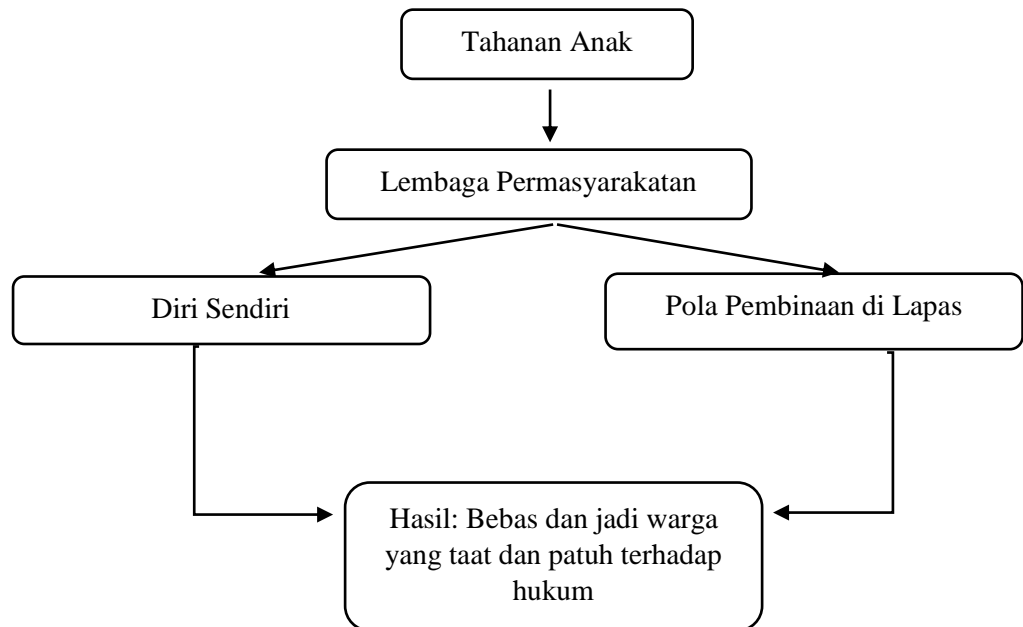 Tahanan Anak
Lembaga Permasyarakatan
Diri Sendiri
Pola Pembinaan di Lapas
Hasil: Bebas dan jadi warga
yang taat dan patuh terhadap
hukum